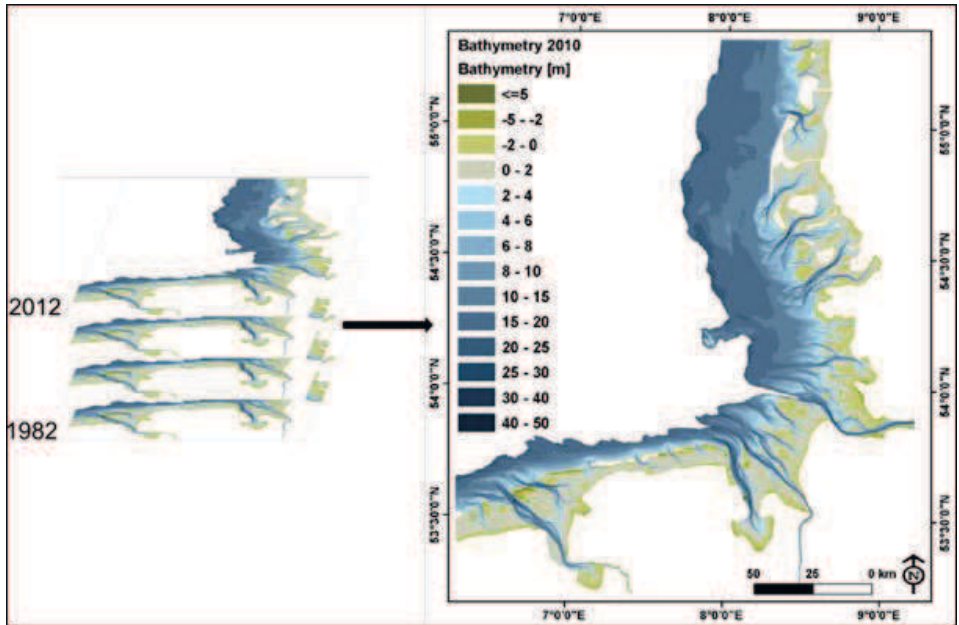 7°0'0"E
8°0'0"E
9°0'0"E
Bathymetry 2010
Bathymetry [m]
<=5
-5 - -2
-2 - 0
0 - 2
2 - 4
4 - 6
6 - 8
8 - 10
10 - 15
15 - 20
20 - 25
25 - 30
30 - 40
40 - 50
55°0'0"N
54°30'0"N
54°0'0"N
53°30'0"N
55°0'0"N
54°0'0"N
53°30'0"N
2012
1982
50
25
0 km
N
7°0'0"E
8°0'0"E
9°0'0"E